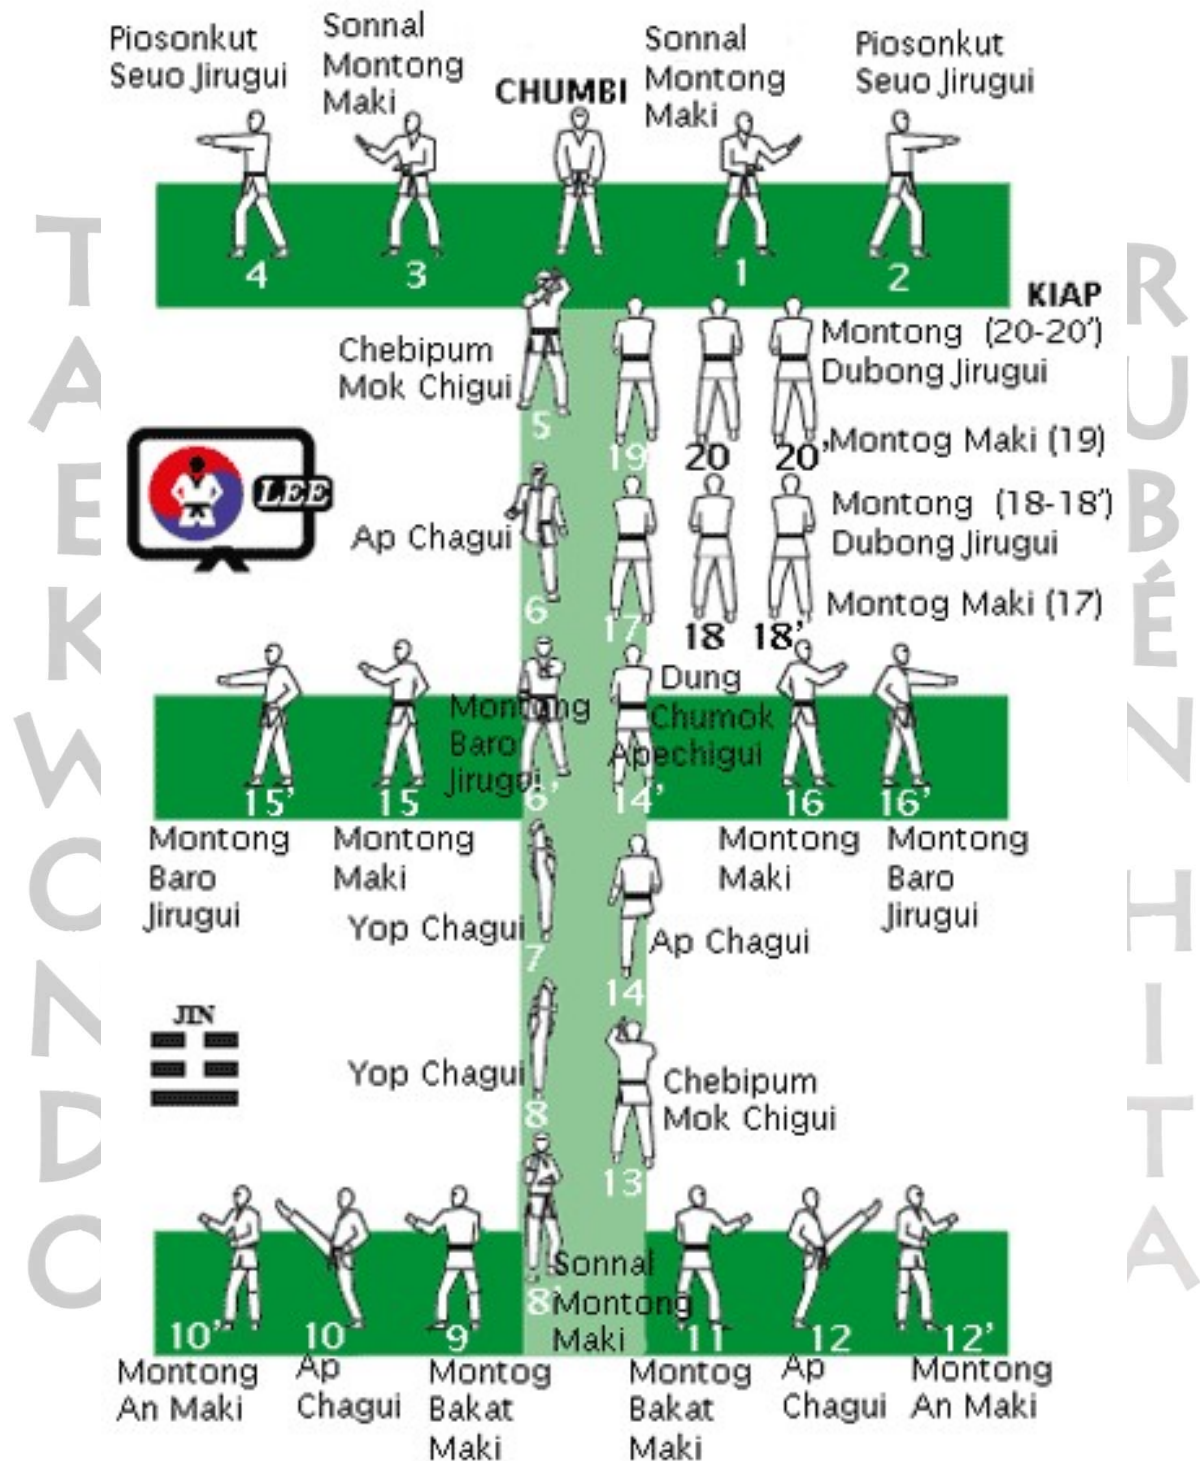 Piosonkut
Seuo Jirugui
Sonnal
Montong
Maki
CHUMBI
Sonnal
Montong
Maki
Piosonkut
Seuo Jirugui
4
3
1
2
TAEKWONDO
RUBÉN HITA
KIAP
Chebipum
Mok Chigui
5
19
20
20’
Montong (20-20’)
Dubong Jirugui
Montog Maki (19)
LEE
Ap Chagui
6
17
18
18’
Montong (18-18’)
Dubong Jirugui
Montog Maki (17)
Montong
Baro
Jirugui
Dung
Chumok
Apechigui
15’
15
6’
14’
16
16’
Montong
Baro
Jirugui
Montong
Maki
Montong
Maki
Montong
Baro
Jirugui
Yop Chagui
7
Ap Chagui
14
JIN
Yop Chagui
8
Chebipum
Mok Chigui
13
Sonnal
Montong
Maki
10’
10
9
8’
11
12
12’
Montong
An Maki
Ap
Chagui
Montog
Bakat
Maki
Montog
Bakat
Maki
Ap
Chagui
Montong
An Maki